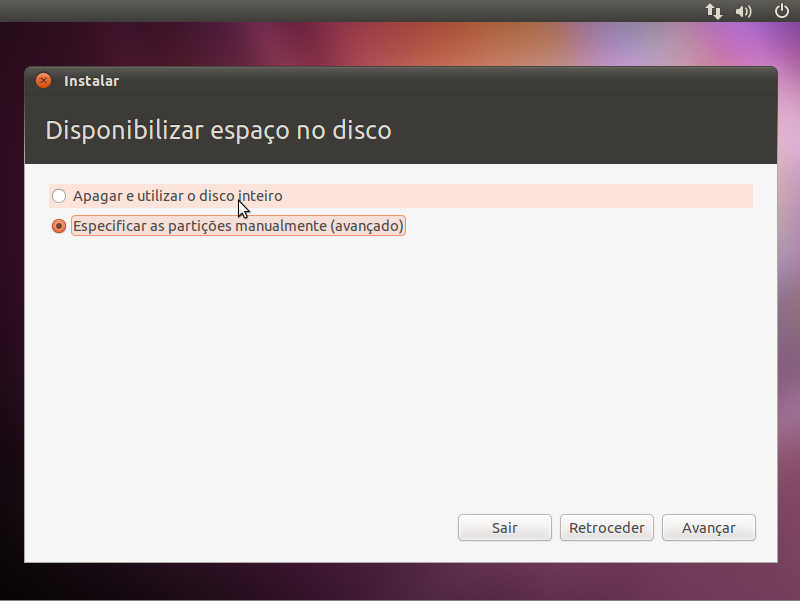 Instalar
Disponibilizar espaço no disco
Apagar e utilizar o disco inteiro
Especificar as partições manualmente (avançado)
Sair
Retroceder
Avançar